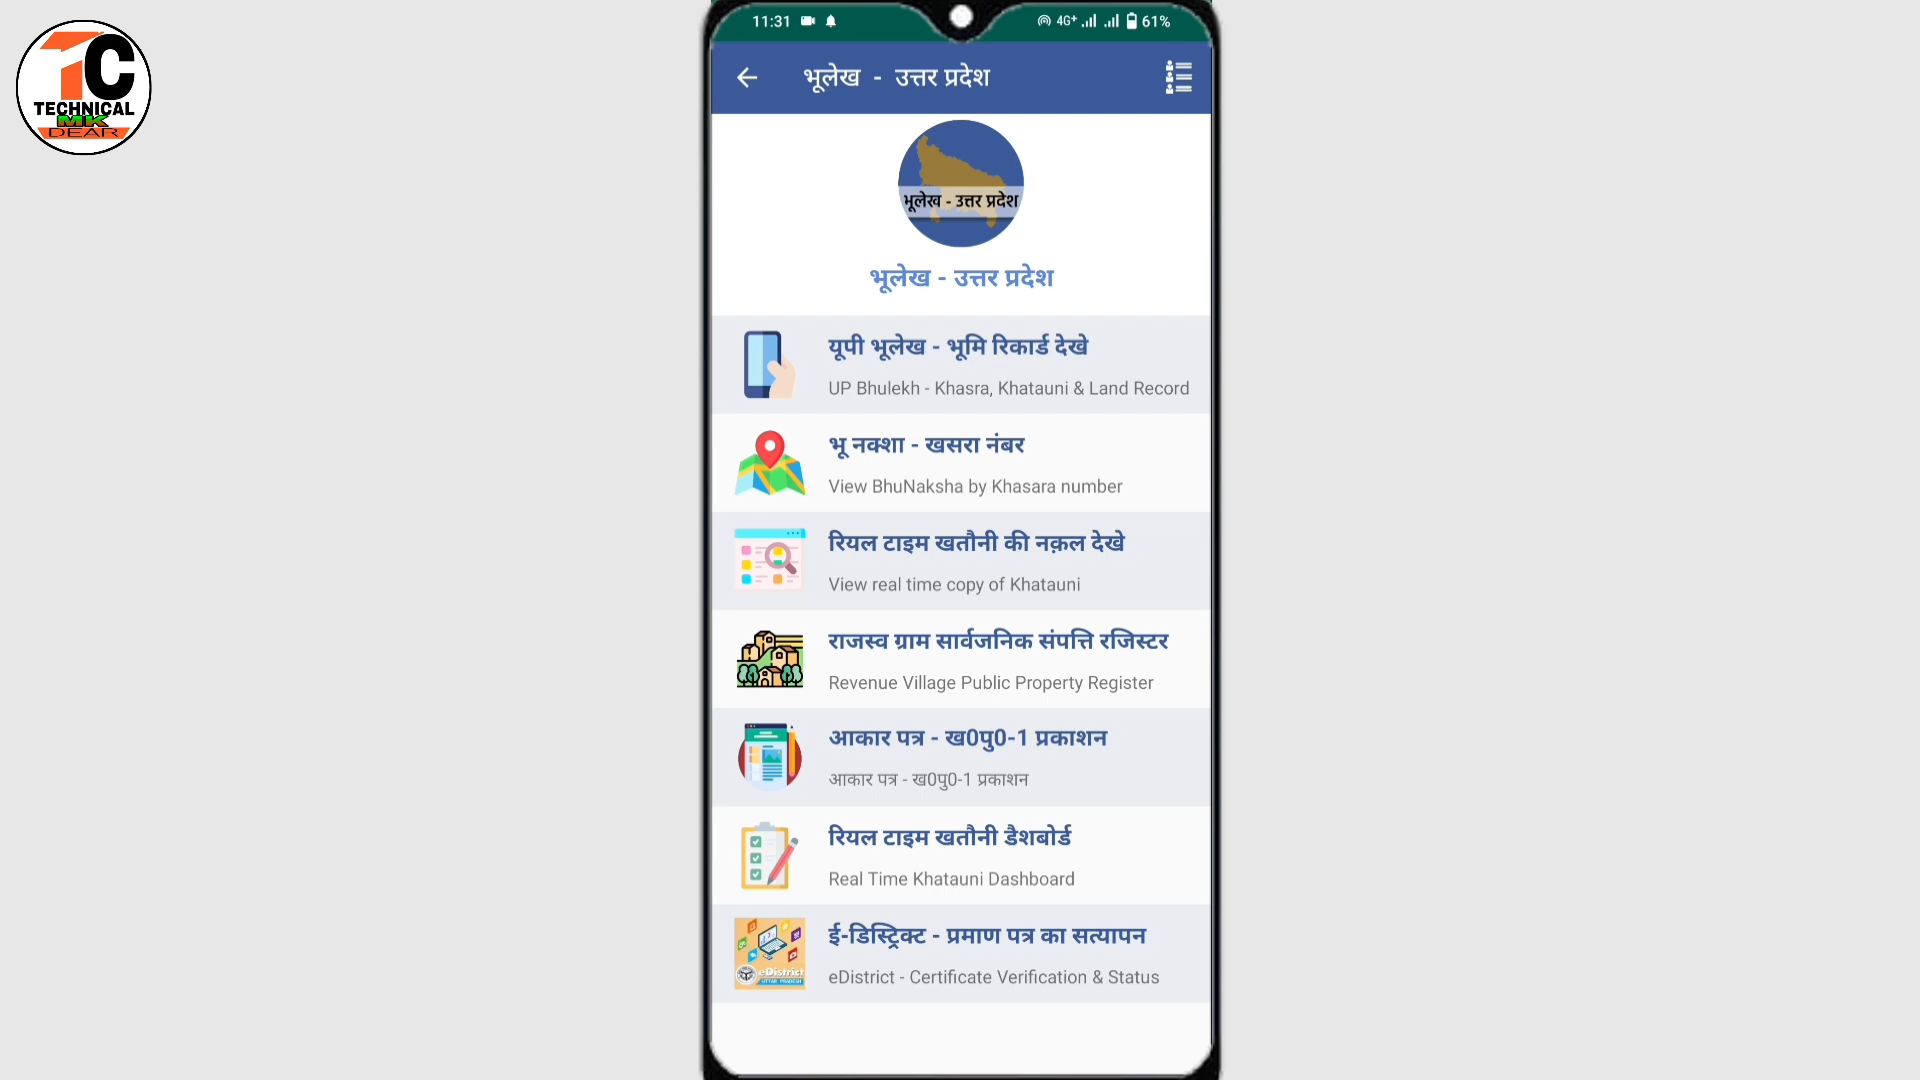 TC
TECHNICAL
MK
DEAR
11:31
4G+
61%
भूलेख - उत्तर प्रदेश
भूलेख - उत्तर प्रदेश
भूलेख - उत्तर प्रदेश
यूपी भूलेख - भूमि रिकार्ड देखे
UP Bhulekh - Khasra, Khatauni & Land Record
भू नक्शा - खसरा नंबर
View BhuNaksha by Khasara number
रियल टाइम खतौनी की नक़ल देखे
View real time copy of Khatauni
राजस्व ग्राम सार्वजनिक संपत्ति रजिस्टर
Revenue Village Public Property Register
आकार पत्र - ख0पु0-1 प्रकाशन
आकार पत्र - ख0पु0-1 प्रकाशन
रियल टाइम खतौनी डैशबोर्ड
Real Time Khatauni Dashboard
ई-डिस्ट्रिक्ट - प्रमाण पत्र का सत्यापन
eDistrict - Certificate Verification & Status
eDistrict
UTTAR PRADESH